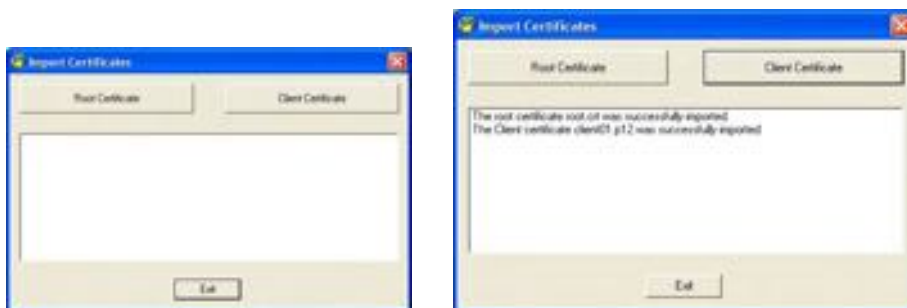 Import Certificates
Root Certificate
Client Certificate
Exit
Import Certificates
Root Certificate
Client Certificate
The root certificate root.crt was successfully imported
The Client certificate client01.p12 was successfully imported
Exit